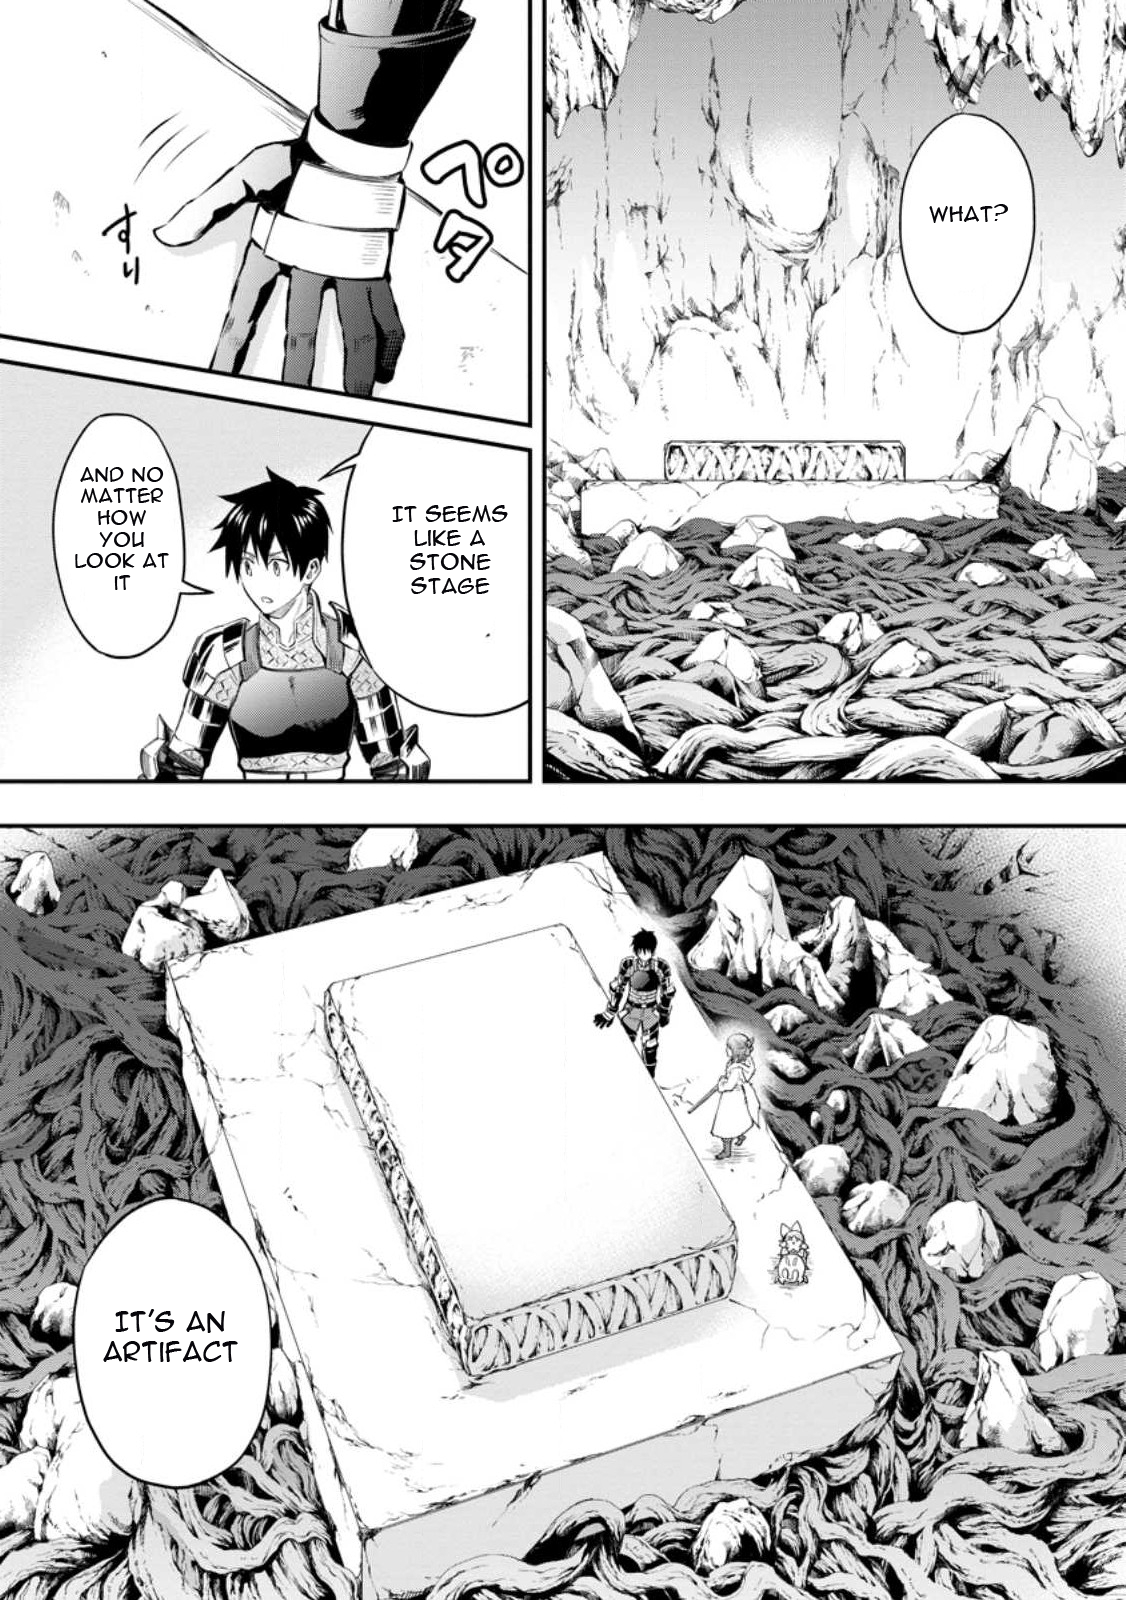 WHAT?
ペタ
すり
IT SEEMS
LIKE A
STONE
STAGE
AND NO
MATTER
HOW
YOU
LOOK AT
IT
IT'S AN
ARTIFACT